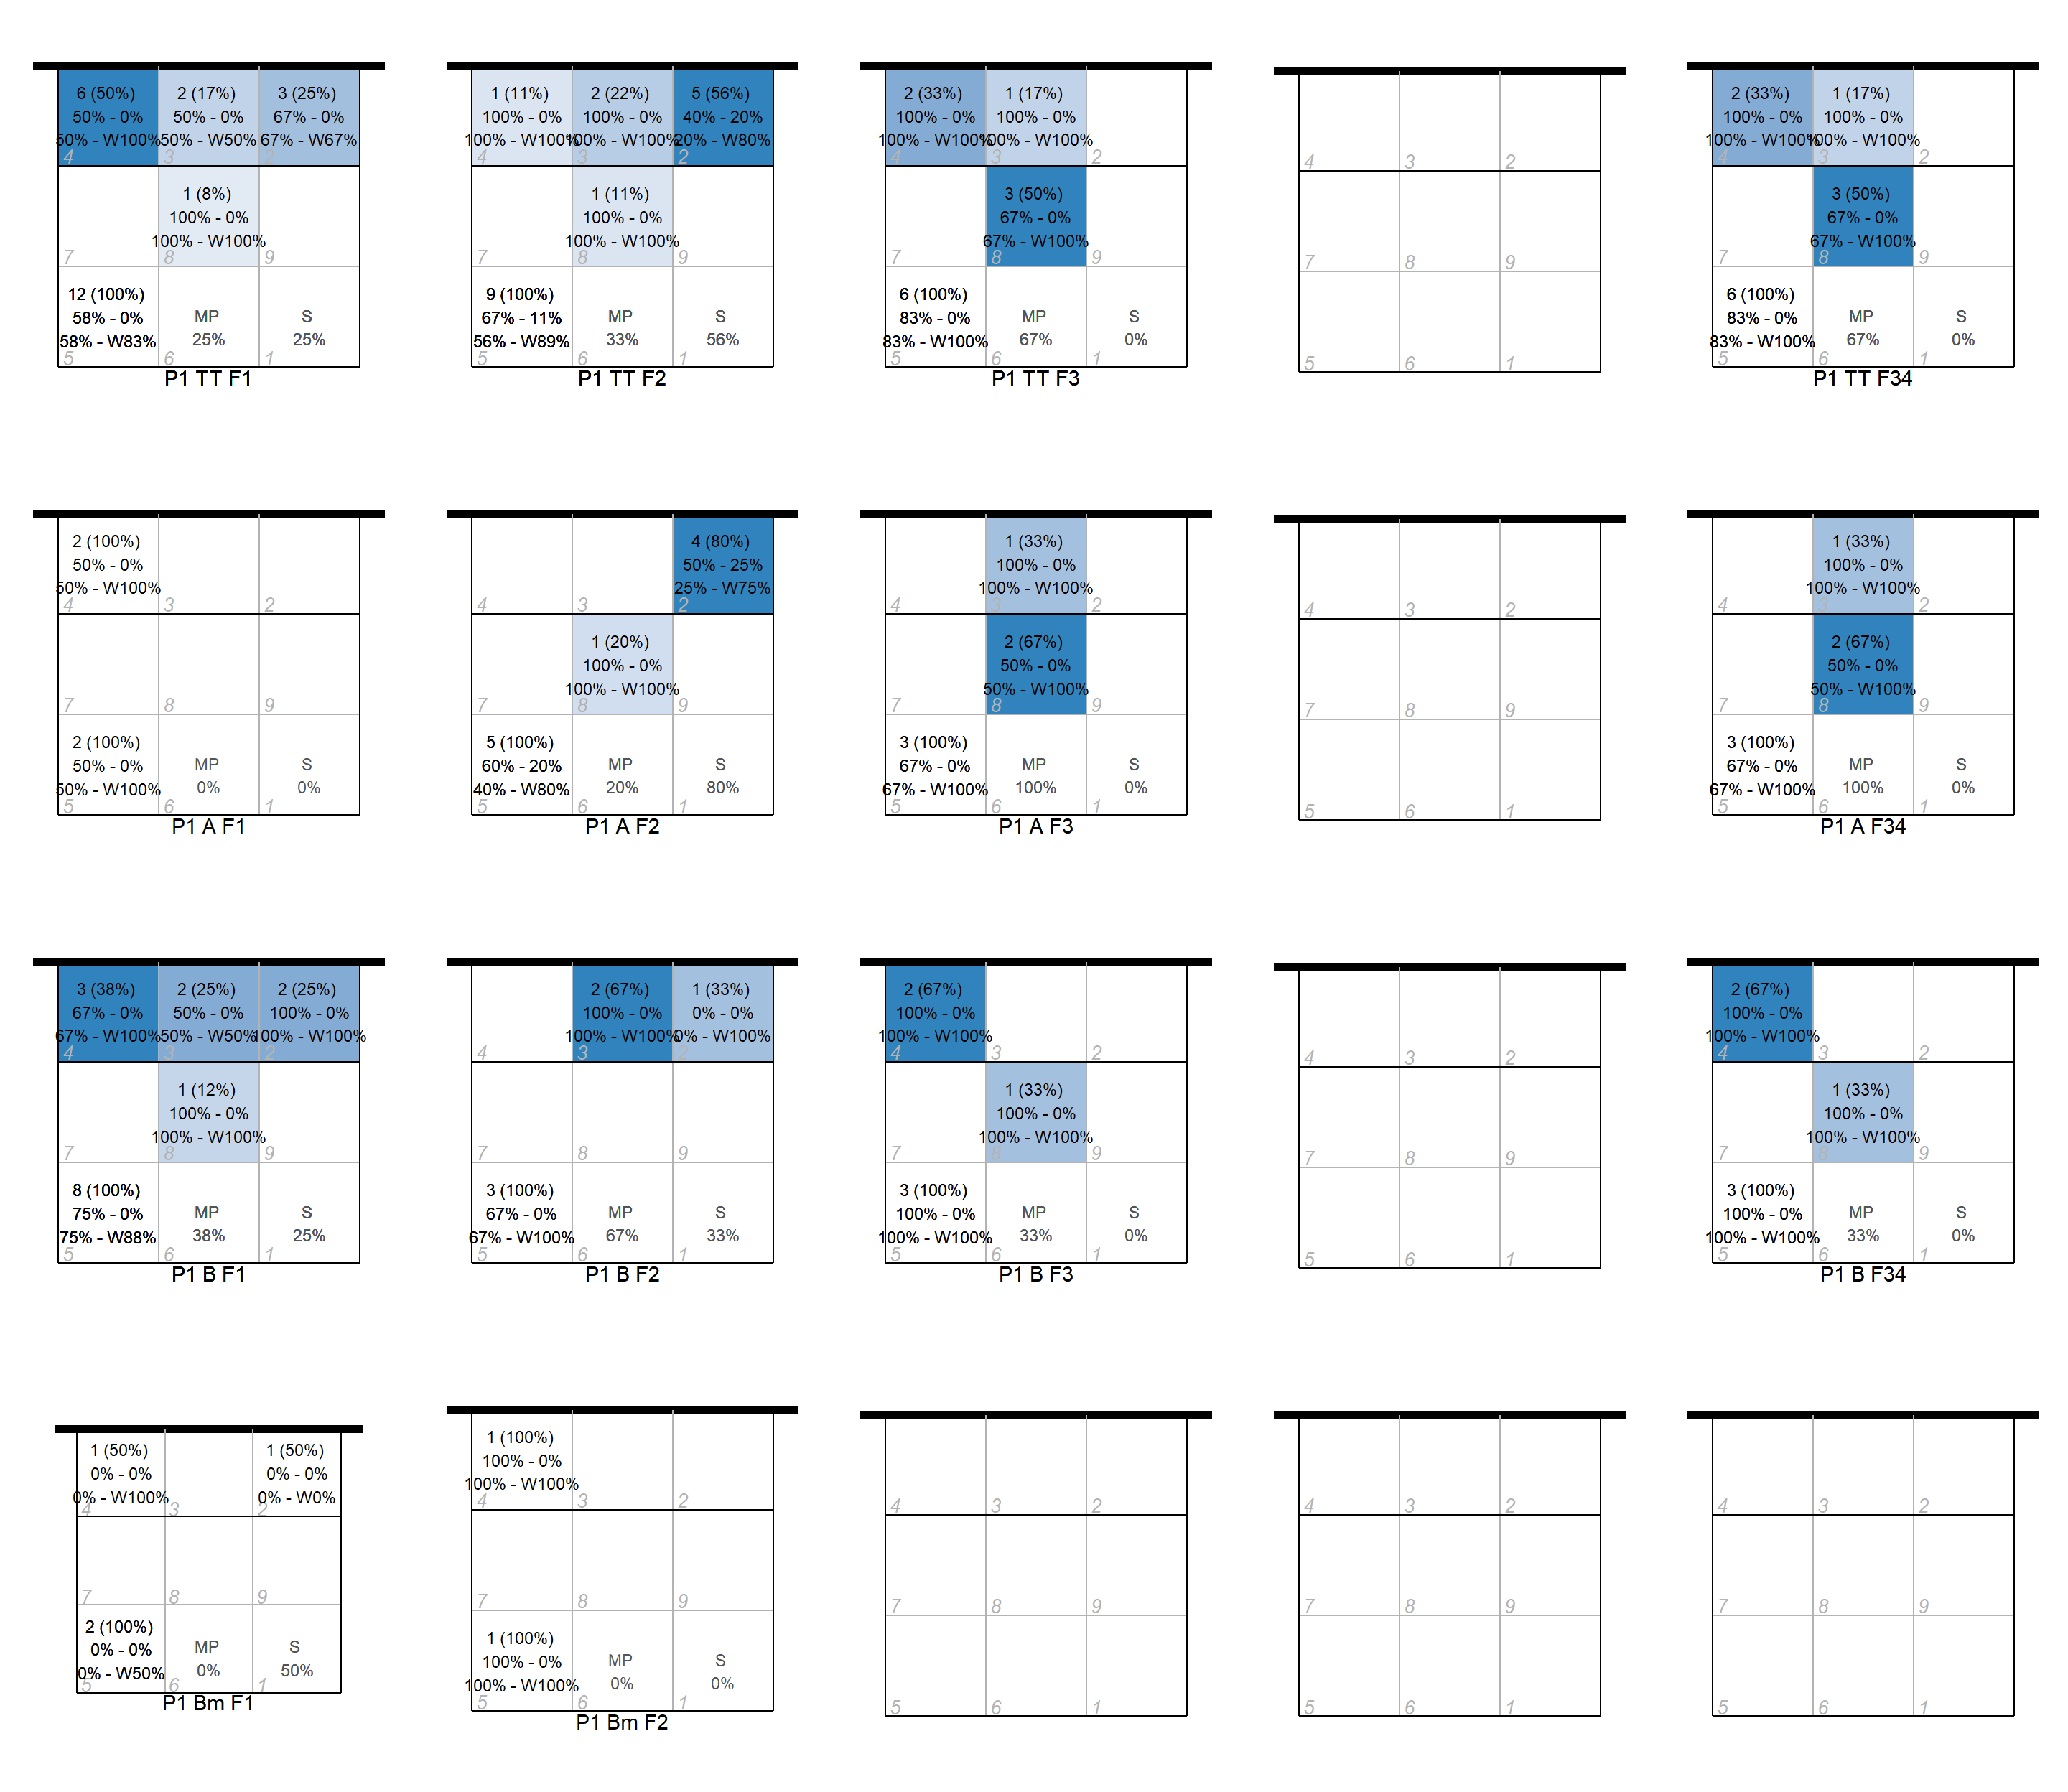 6 (50%)
50% - 0%
50% - W100%
4
2 (17%)
50% - 0%
50% - W50%
3
3 (25%)
67% - 0%
67% - W67%
2
7
1 (8%)
100% - 0%
100% - W100%
8
9
12 (100%)
58% - 0%
58% - W83%
5
MP
25%
6
S
25%
1
P1 TT F1
1 (11%)
100% - 0%
100% - W100%
4
2 (22%)
100% - 0%
100% - W100%
3
5 (56%)
40% - 20%
20% - W80%
2
7
1 (11%)
100% - 0%
100% - W100%
8
9
9 (100%)
67% - 11%
56% - W89%
5
MP
33%
6
S
56%
1
P1 TT F2
2 (33%)
100% - 0%
100% - W100%
4
1 (17%)
100% - 0%
100% - W100%
3
2
7
3 (50%)
67% - 0%
67% - W100%
8
9
6 (100%)
83% - 0%
83% - W100%
5
MP
67%
6
S
0%
1
P1 TT F3
4
3
2
7
8
9
5
6
1
2 (33%)
100% - 0%
100% - W100%
4
1 (17%)
100% - 0%
100% - W100%
3
2
7
3 (50%)
67% - 0%
67% - W100%
8
9
6 (100%)
83% - 0%
83% - W100%
5
MP
67%
6
S
0%
1
P1 TT F34
2 (100%)
50% - 0%
50% - W100%
4
3
2
7
8
9
2 (100%)
50% - 0%
50% - W100%
5
MP
0%
6
S
0%
1
P1 A F1
4
3
4 (80%)
50% - 25%
25% - W75%
2
7
1 (20%)
100% - 0%
100% - W100%
8
9
5 (100%)
60% - 20%
40% - W80%
5
MP
20%
6
S
80%
1
P1 A F2
4
1 (33%)
100% - 0%
100% - W100%
3
2
7
2 (67%)
50% - 0%
50% - W100%
8
9
3 (100%)
67% - 0%
67% - W100%
5
MP
100%
6
S
0%
1
P1 A F3
4
3
2
7
8
9
5
6
1
4
1 (33%)
100% - 0%
100% - W100%
3
2
7
2 (67%)
50% - 0%
50% - W100%
8
9
3 (100%)
67% - 0%
67% - W100%
5
MP
100%
6
S
0%
1
P1 A F34
3 (38%)
67% - 0%
67% - W100%
4
2 (25%)
50% - 0%
50% - W50%
3
2 (25%)
100% - 0%
100% - W100%
2
7
1 (12%)
100% - 0%
100% - W100%
8
9
8 (100%)
75% - 0%
75% - W88%
5
MP
38%
6
S
25%
1
P1 B F1
4
2 (67%)
100% - 0%
100% - W100%
3
1 (33%)
0% - 0%
0% - W100%
2
7
8
9
3 (100%)
67% - 0%
67% - W100%
5
MP
67%
6
S
33%
1
P1 B F2
2 (67%)
100% - 0%
100% - W100%
4
3
2
7
1 (33%)
100% - 0%
100% - W100%
8
9
3 (100%)
100% - 0%
100% - W100%
5
MP
33%
6
S
0%
1
P1 B F3
4
3
2
7
8
9
5
6
1
2 (67%)
100% - 0%
100% - W100%
4
3
2
7
1 (33%)
100% - 0%
100% - W100%
8
9
3 (100%)
100% - 0%
100% - W100%
5
MP
33%
6
S
0%
1
P1 B F34
1 (50%)
0% - 0%
0% - W100%
4
3
1 (50%)
0% - 0%
0% - W0%
2
7
8
9
2 (100%)
0% - 0%
0% - W50%
5
MP
0%
6
S
50%
1
P1 Bm F1
1 (100%)
100% - 0%
100% - W100%
4
3
2
7
8
9
1 (100%)
100% - 0%
100% - W100%
5
MP
0%
6
S
0%
1
P1 Bm F2
4
3
2
7
8
9
5
6
1
4
3
2
7
8
9
5
6
1
4
3
2
7
8
9
5
6
1